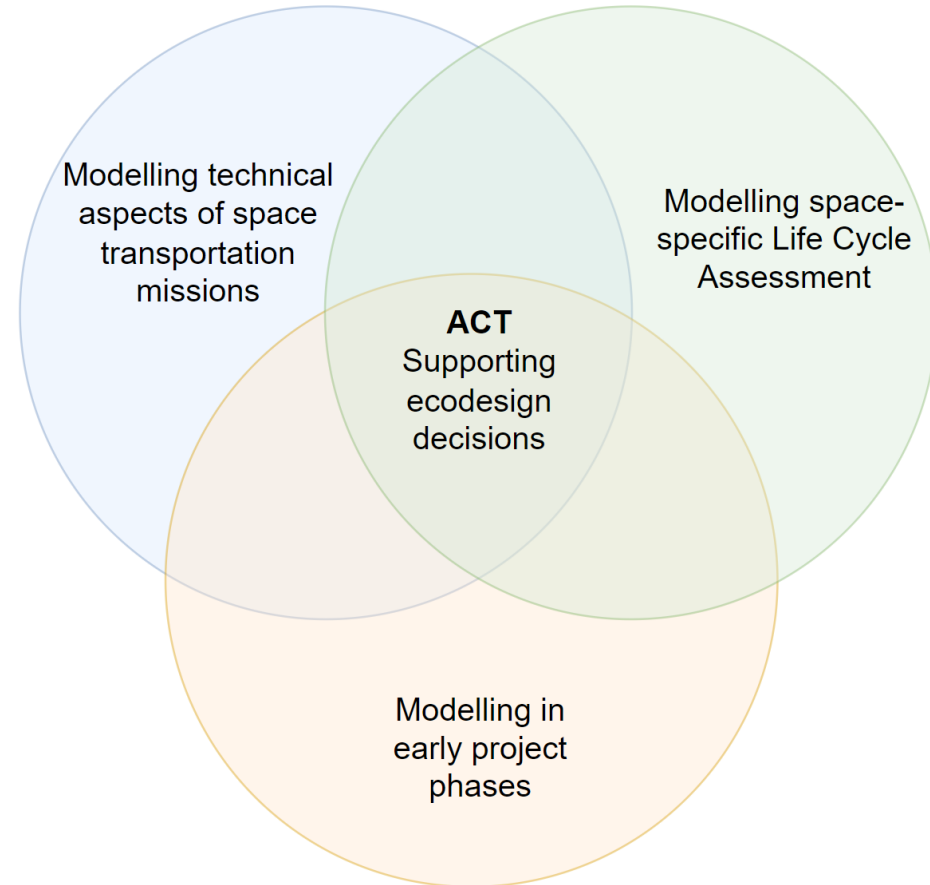 Modelling technical
aspects of space
transportation
missions
Modelling space-
specific Life Cycle
Assessment
ACT
Supporting
ecodesign
decisions
Modelling in
early project
phases